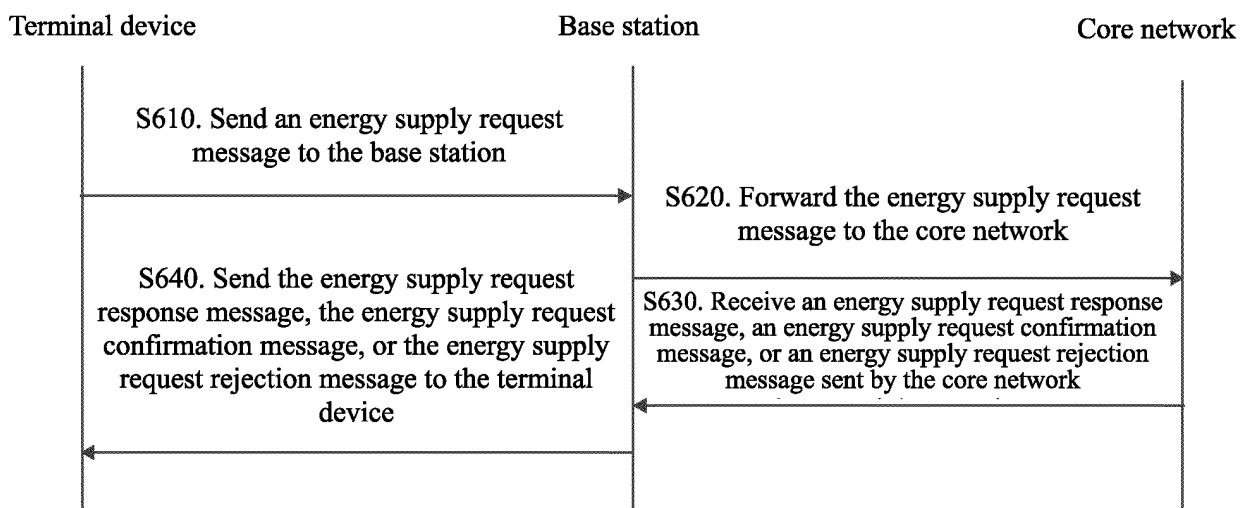 Terminal device
Base station
Core network
S610. Send an energy supply request
message to the base station
S620. Forward the energy supply request
message to the core network
S640. Send the energy supply request
response message, the energy supply request
confirmation message, or the energy supply
request rejection message to the terminal
device
S630. Receive an energy supply request response
message, an energy supply request confirmation
message, or an energy supply request rejection
message sent by the core network